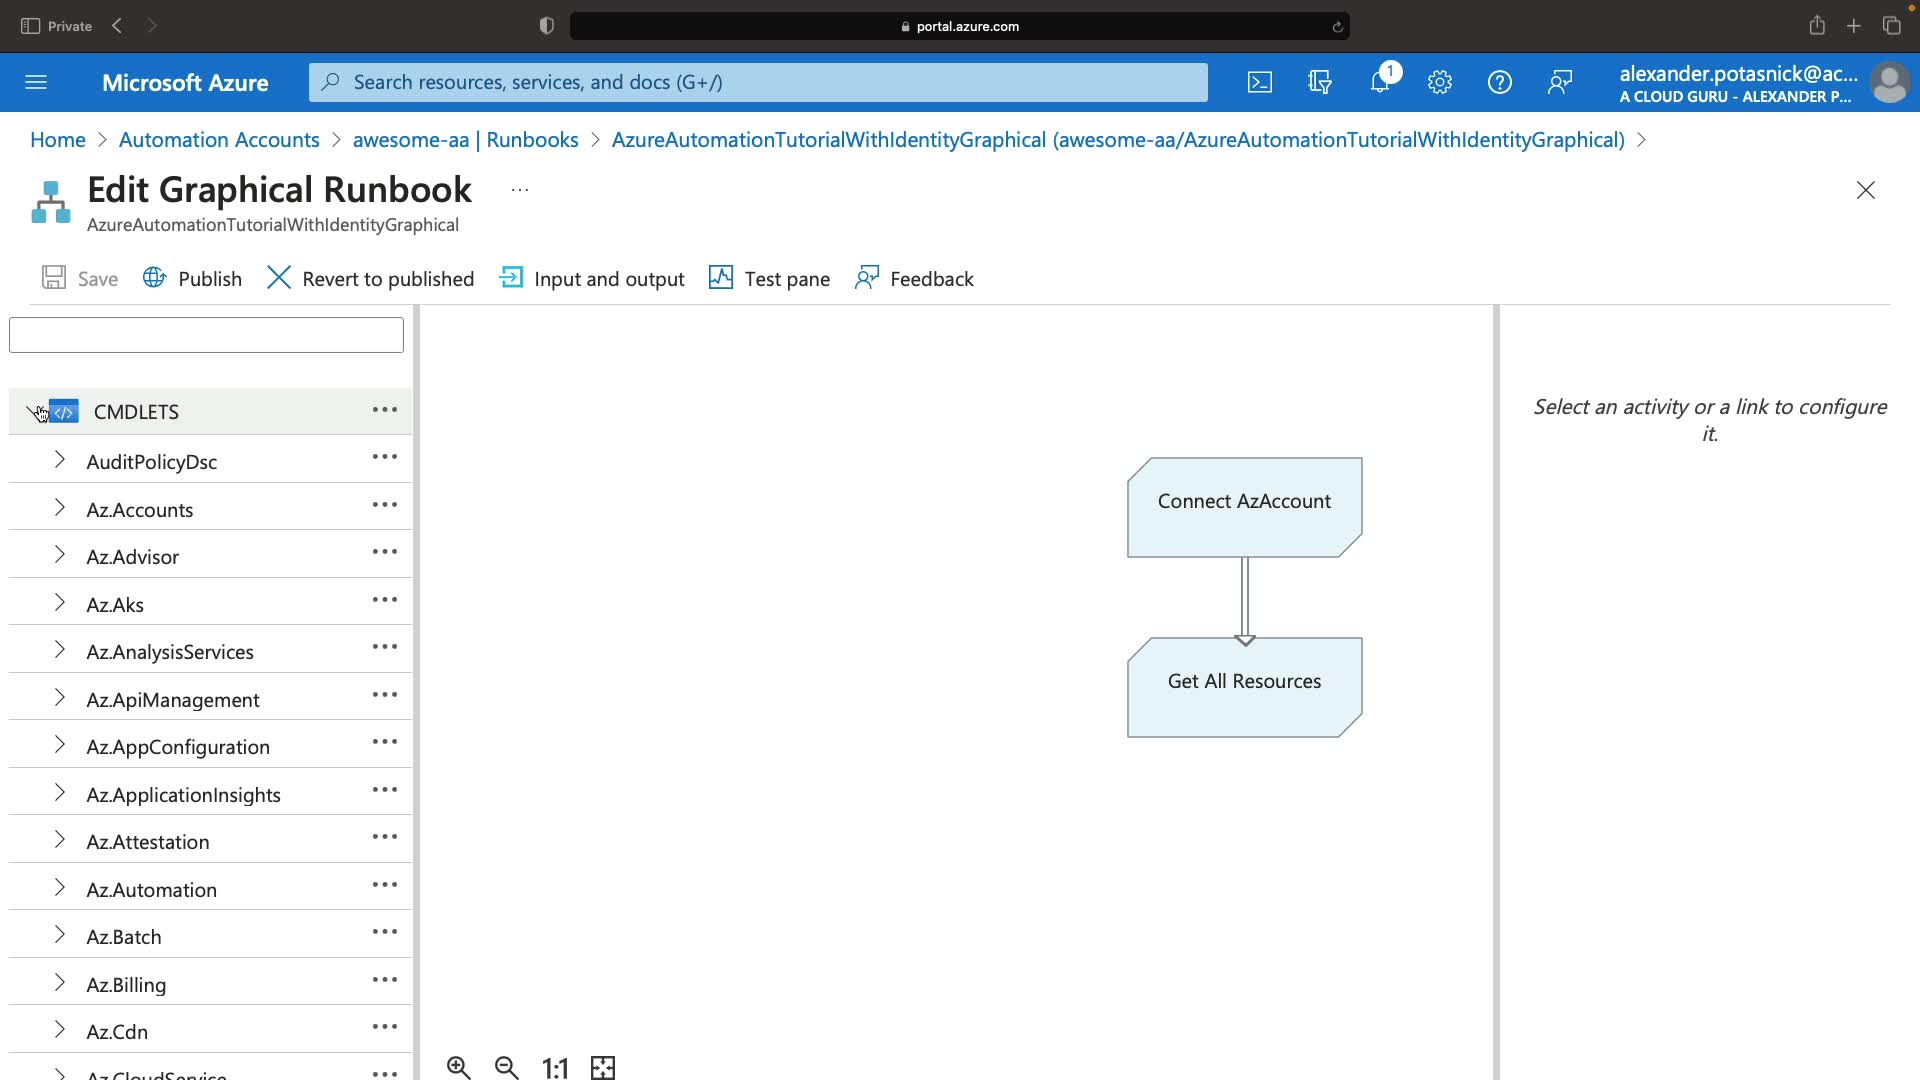 Private
portal.azure.com
Microsoft Azure
Search resources, services, and docs (G+/)
1
alexander.potasnick@ac...
A CLOUD GURU - ALEXANDER P...
Home > Automation Accounts > awesome-aa | Runbooks > AzureAutomationTutorialWithIdentityGraphical (awesome-aa/AzureAutomationTutorialWithIdentityGraphical) >
Edit Graphical Runbook ...
AzureAutomationTutorialWithIdentityGraphical
Save Publish Revert to published Input and output Test pane Feedback
CMDLETS
AuditPolicyDsc
Az.Accounts
Az.Advisor
Az.Aks
Az.AnalysisServices
Az.ApiManagement
Az.AppConfiguration
Az.ApplicationInsights
Az.Attestation
Az.Automation
Az.Batch
Az.Billing
Az.Cdn
Az.CloudService
Connect AzAccount
Get All Resources
1:1
Select an activity or a link to configure
it.